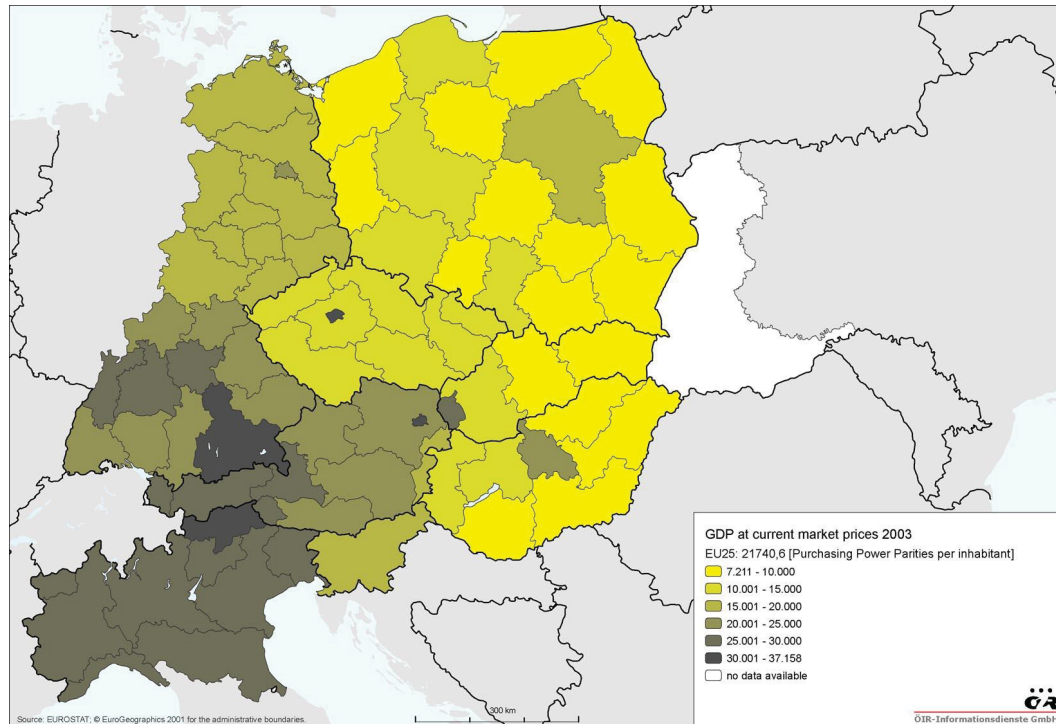 GDP at current market prices 2003
EU25: 21740,6 [Purchasing Power Parities per inhabitant]
7.211 - 10.000
10.001 - 15.000
15.001 - 20.000
20.001 - 25.000
25.001 - 30.000
30.001 - 37.158
no data available
300 km
Source: EUROSTAT; © EuroGeographics 2001 for the administrative boundaries.
ÖIR-Informationsdienste GmbH